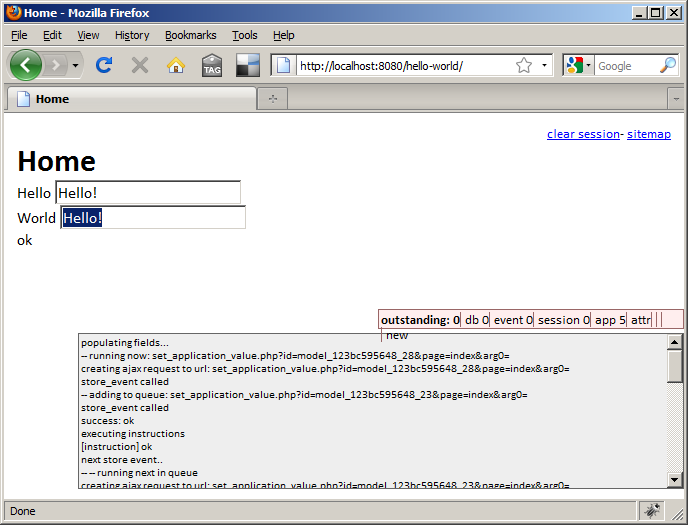 Home - Mozilla Firefox
File Edit View History Bookmarks Tools Help
TAG http://localhost:8080/hello-world/ Google
Home
clear session- sitemap
Home
Hello Hello!
World Hello!
ok
outstanding: 0| db 0| event 0| session 0| app 5| attr| | |
| new
populating fields...
-- running now: set_application_value.php?id=model_123bc595648_28&page=index&arg0=
creating ajax request to url: set_application_value.php?id=model_123bc595648_28&page=index&arg0=
store_event called
-- adding to queue: set_application_value.php?id=model_123bc595648_23&page=index&arg0=
store_event called
success: ok
executing instructions
[instruction] ok
next store event..
-- -- running next in queue
creating ajax request to url: set_application_value.php?id=model_123bc595648_23&page=index&arg0=
Done